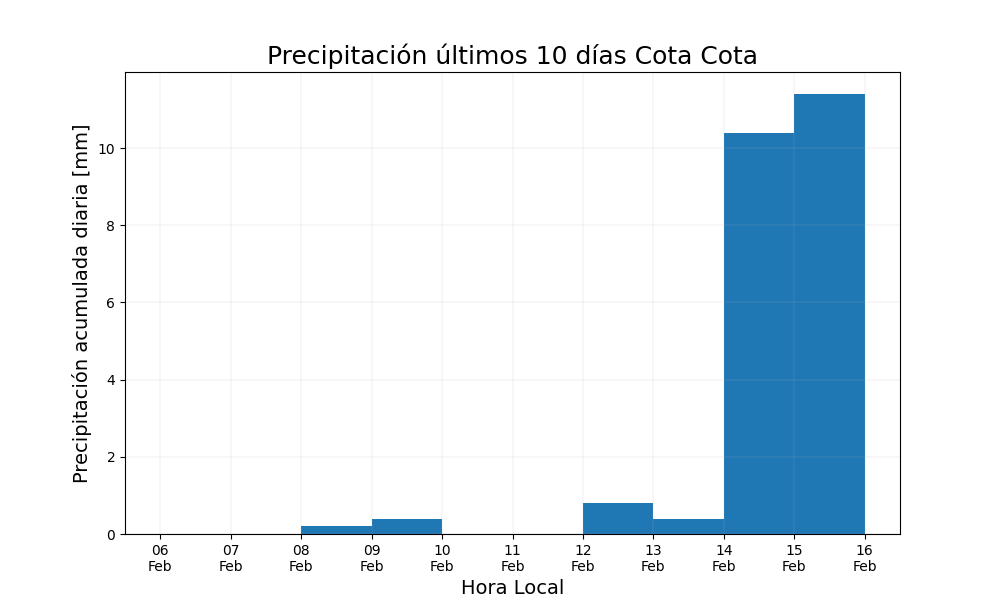 Precipitación últimos 10 días Cota Cota
Precipitación acumulada diaria [mm]
10
8
6
4
2
0
06 07 08 09 10 11 12 13 14 15 16
Feb Feb Feb Feb Feb Feb Feb Feb Feb Feb Feb
Hora Local